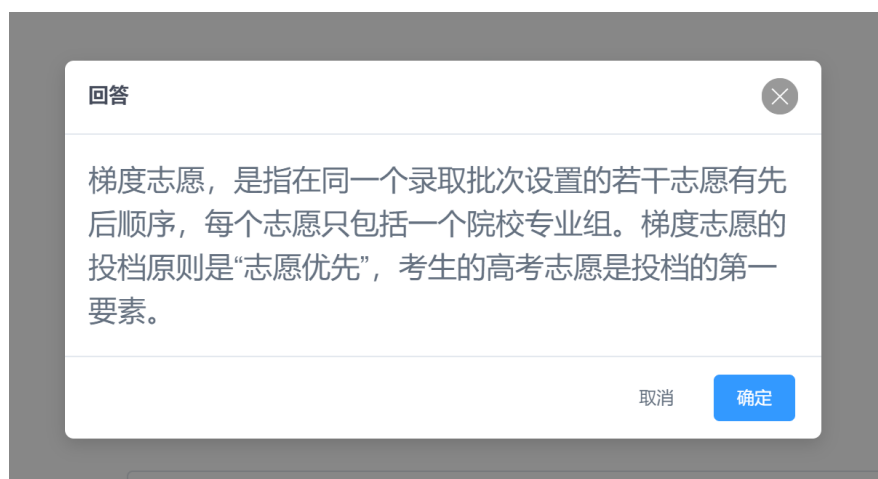 回答
梯度志愿，是指在同一个录取批次设置的若干志愿有先
后顺序，每个志愿只包括一个院校专业组。梯度志愿的
投档原则是“志愿优先”，考生的高考志愿是投档的第一
要素。
取消 确定